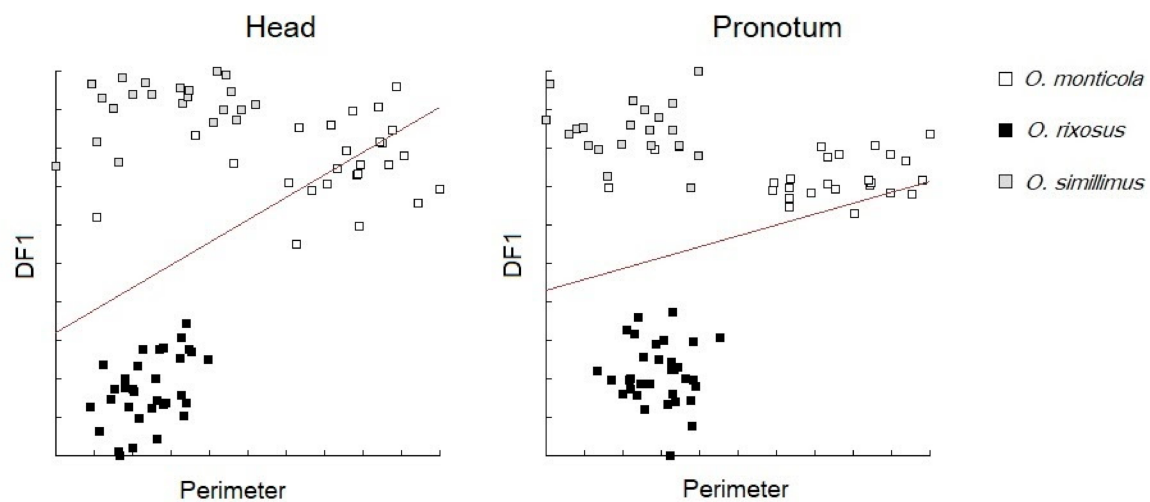 Head
Pronotum
O. monticola
O. rixosus
O. simillimus
DF1
DF1
Perimeter
Perimeter